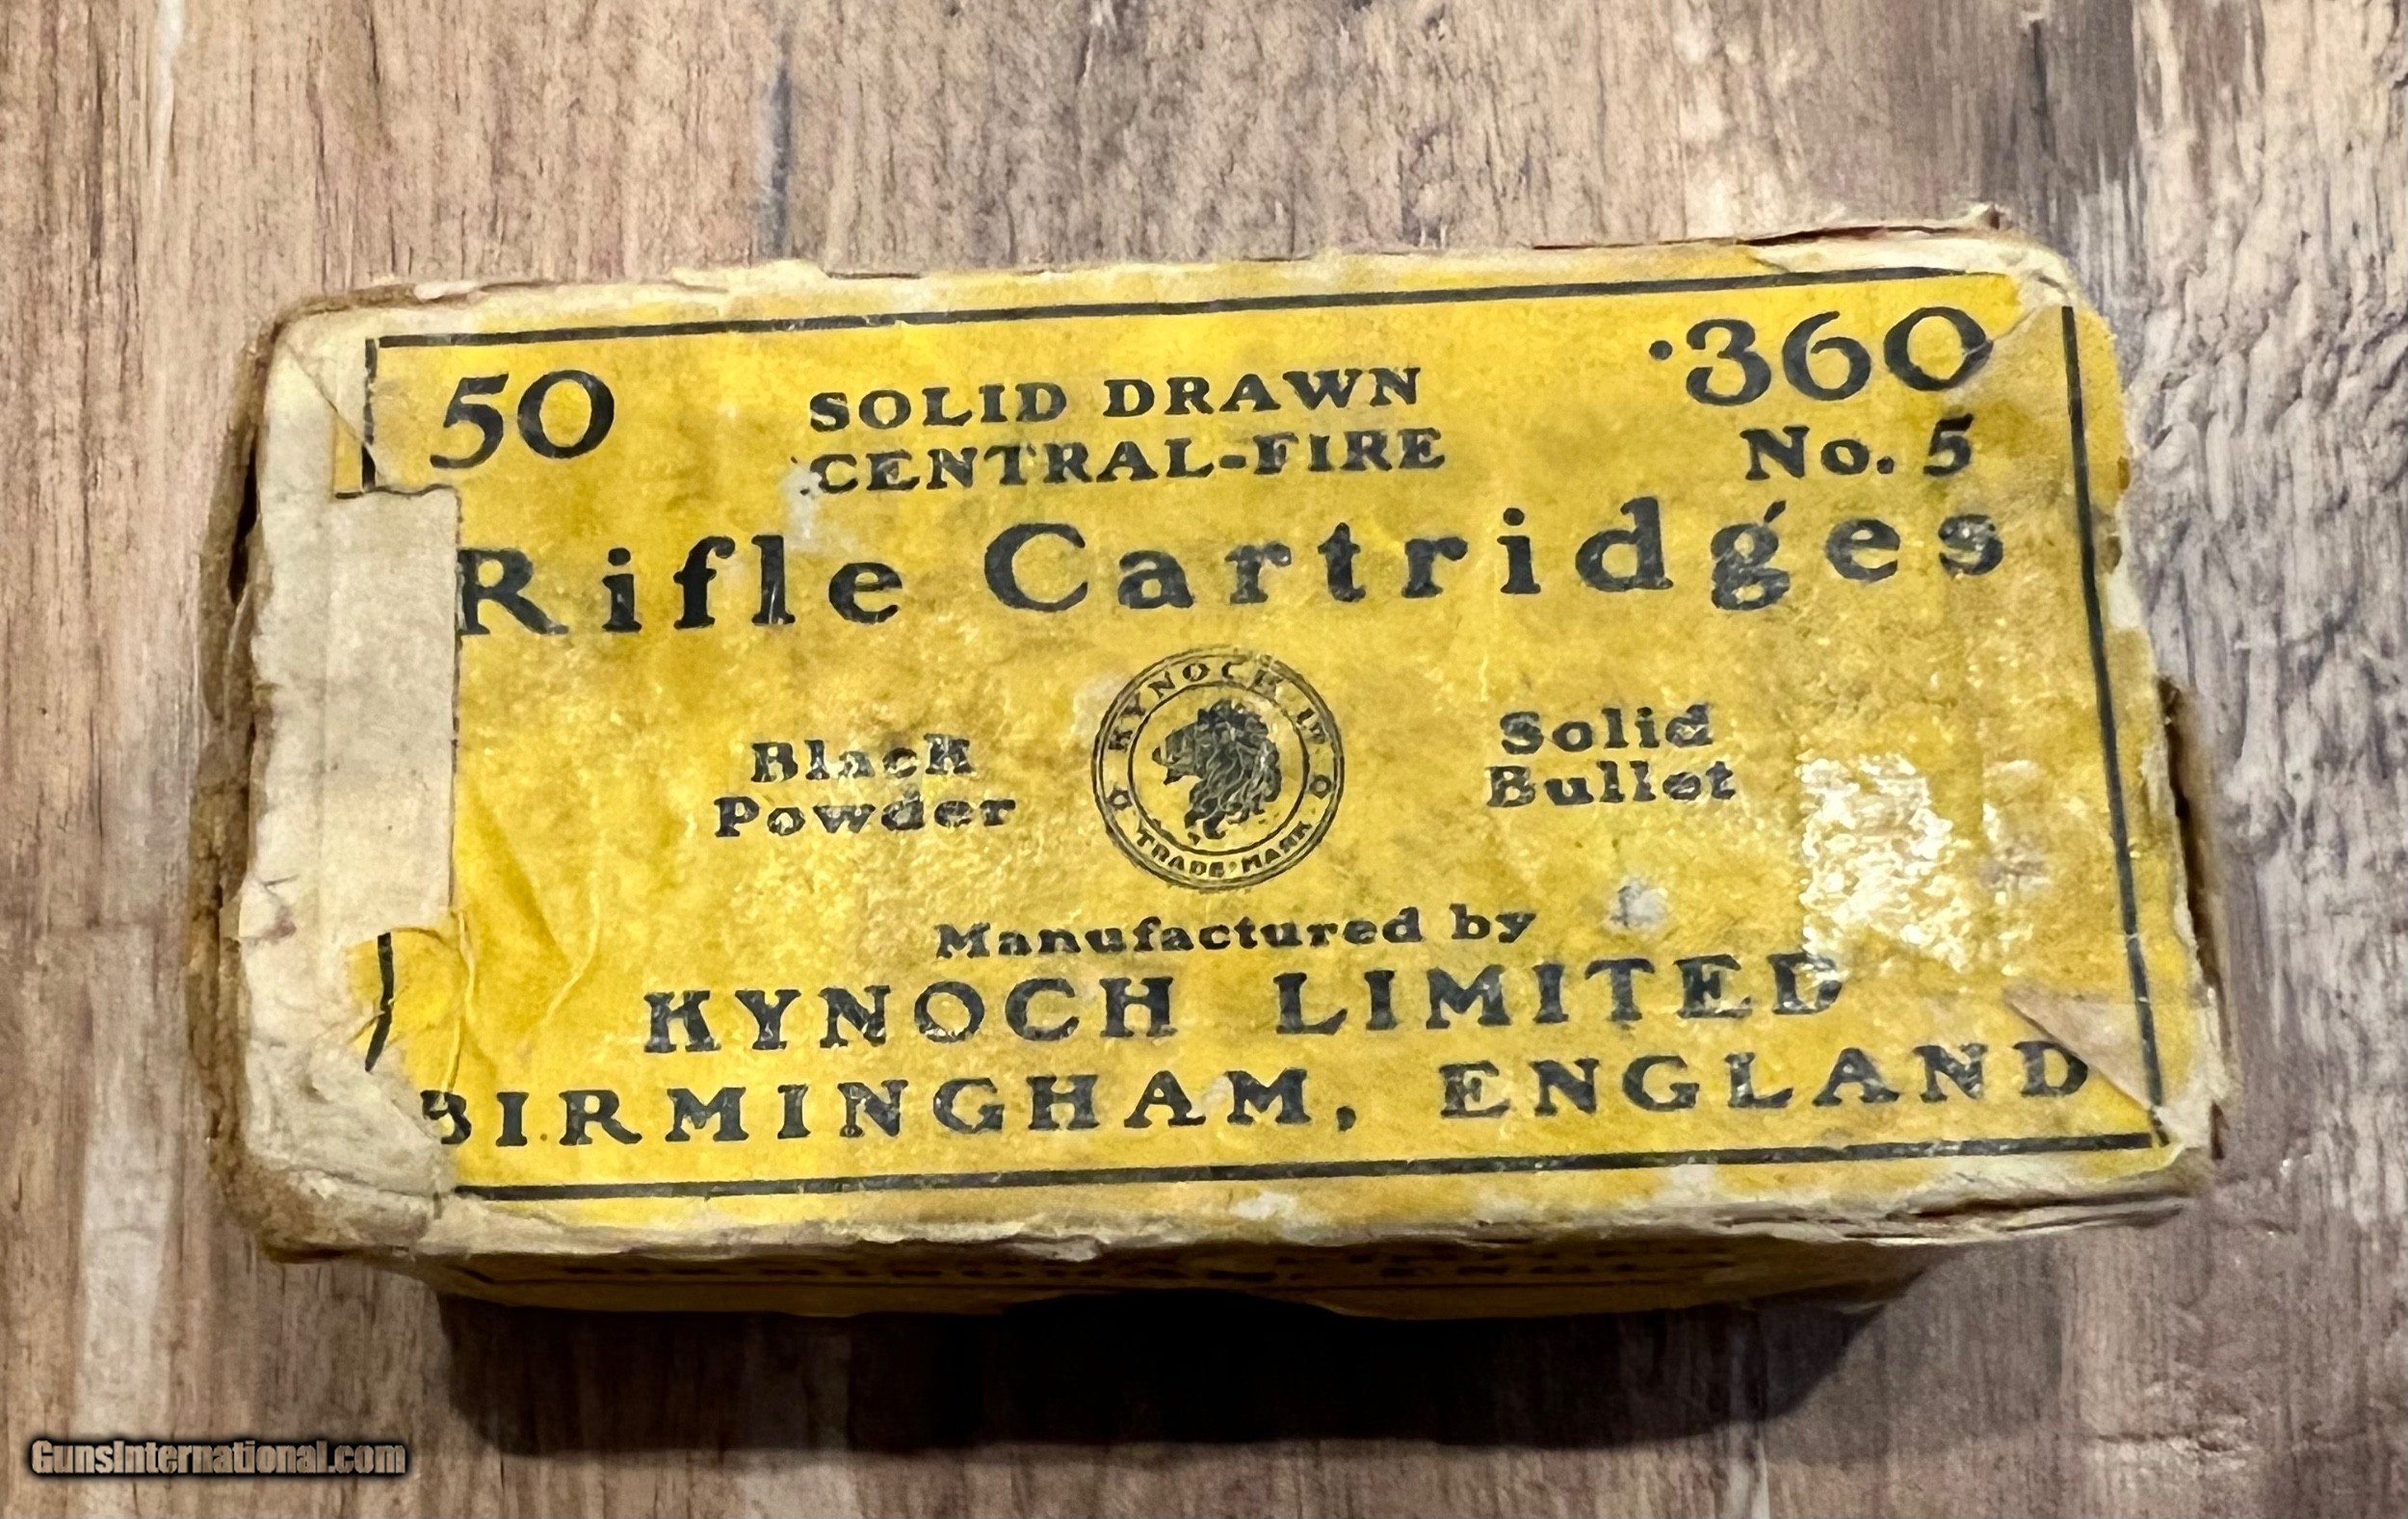 50
SOLID DRAWN
CENTRAL-FIRE
·360
No. 5
Rifle Cartridges
Black
Powder
KYNOCH LTD
TRADE·MARK
Solid
Bullet
Manufactured by
KYNOCH LIMITED
BIRMINGHAM, ENGLAND
GunsInternational.com